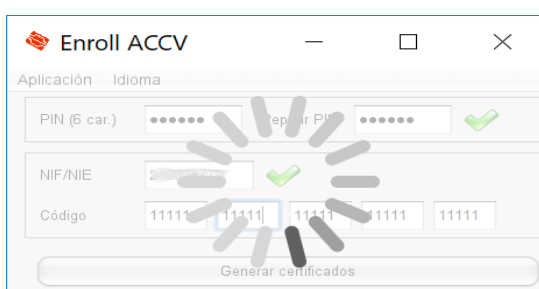 Enroll ACCV
Aplicación Idioma
PIN (6 car.) •••••• Repetir PIN ••••••
NIF/NIE
Código 11111 11111 11111 11111 11111
Generar certificados